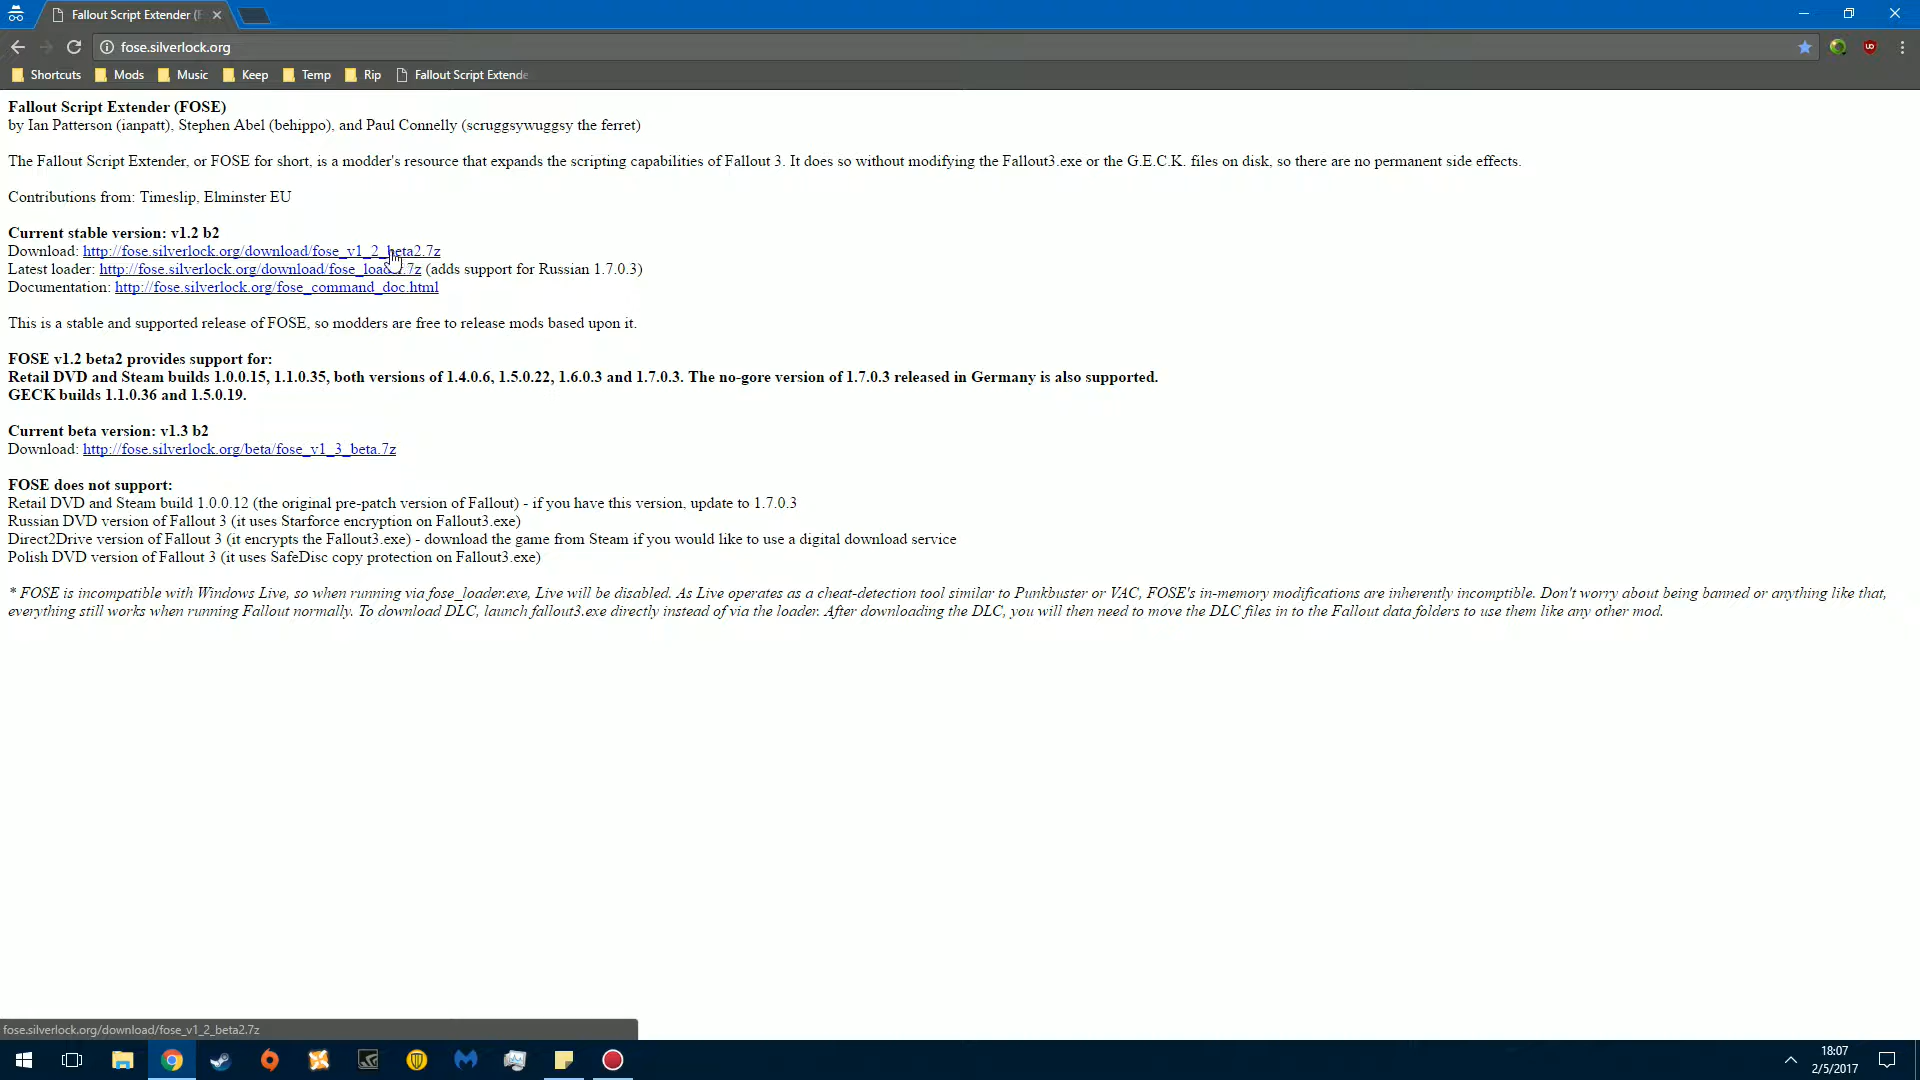 Fallout Script Extender (F
fose.silverlock.org
Shortcuts Mods Music Keep Temp Rip Fallout Script Extende
Fallout Script Extender (FOSE)
by Ian Patterson (ianpatt), Stephen Abel (behippo), and Paul Connelly (scruggsywuggsy the ferret)
The Fallout Script Extender, or FOSE for short, is a modder's resource that expands the scripting capabilities of Fallout 3. It does so without modifying the Fallout3.exe or the G.E.C.K. files on disk, so there are no permanent side effects.
Contributions from: Timeslip, Elminster EU
Current stable version: v1.2 b2
Download: http://fose.silverlock.org/download/fose_v1_2_beta2.7z
Latest loader: http://fose.silverlock.org/download/fose_loader.7z (adds support for Russian 1.7.0.3)
Documentation: http://fose.silverlock.org/fose_command_doc.html
This is a stable and supported release of FOSE, so modders are free to release mods based upon it.
FOSE v1.2 beta2 provides support for:
Retail DVD and Steam builds 1.0.0.15, 1.1.0.35, both versions of 1.4.0.6, 1.5.0.22, 1.6.0.3 and 1.7.0.3. The no-gore version of 1.7.0.3 released in Germany is also supported.
GECK builds 1.1.0.36 and 1.5.0.19.
Current beta version: v1.3 b2
Download: http://fose.silverlock.org/beta/fose_v1_3_beta.7z
FOSE does not support:
Retail DVD and Steam build 1.0.0.12 (the original pre-patch version of Fallout) - if you have this version, update to 1.7.0.3
Russian DVD version of Fallout 3 (it uses Starforce encryption on Fallout3.exe)
Direct2Drive version of Fallout 3 (it encrypts the Fallout3.exe) - download the game from Steam if you would like to use a digital download service
Polish DVD version of Fallout 3 (it uses SafeDisc copy protection on Fallout3.exe)
* FOSE is incompatible with Windows Live, so when running via fose_loader.exe, Live will be disabled. As Live operates as a cheat-detection tool similar to Punkbuster or VAC, FOSE's in-memory modifications are inherently incomptible. Don't worry about being banned or anything like that,
everything still works when running Fallout normally. To download DLC, launch fallout3.exe directly instead of via the loader. After downloading the DLC, you will then need to move the DLC files in to the Fallout data folders to use them like any other mod.
fose.silverlock.org/download/fose_v1_2_beta2.7z
18:07
2/5/2017